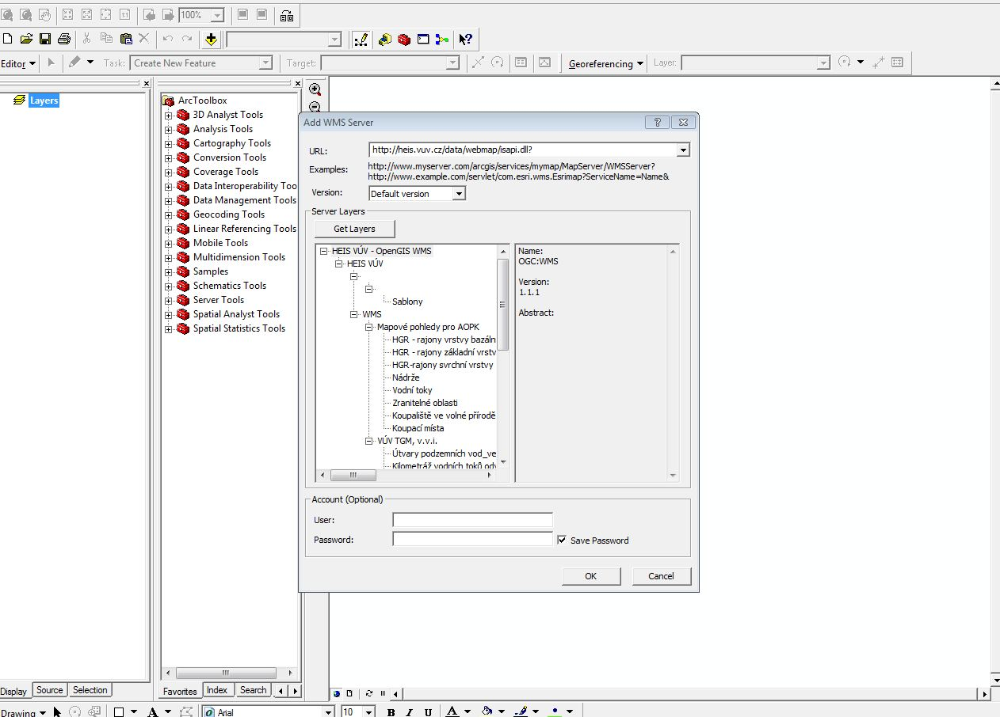 1:1
100%
Editor
Task:
Create New Feature
Target:
Georeferencing
Layer:
Layers
ArcToolbox
3D Analyst Tools
Analysis Tools
Cartography Tools
Conversion Tools
Coverage Tools
Data Interoperability Too
Data Management Tools
Geocoding Tools
Linear Referencing Tools
Mobile Tools
Multidimension Tools
Samples
Schematics Tools
Server Tools
Spatial Analyst Tools
Spatial Statistics Tools
Add WMS Server
URL:
http://heis.vuv.cz/data/webmap/isapi.dll?
Examples:
http://www.myserver.com/arcgis/services/mymap/MapServer/WMSServer?
http://www.example.com/servlet/com.esri.wms.Esrimap?ServiceName=Name&
Version:
Default version
Server Layers
Get Layers
HEIS VÚV - OpenGIS WMS
HEIS VÚV
Sablony
WMS
Mapové pohledy pro AOPK
HGR - rajony vrstvy bazáln
HGR - rajony základní vrstv
HGR-rajony svrchní vrstvy
Nádrže
Vodní toky
Zranitelné oblasti
Koupaliště ve volné přírodě
Koupací místa
VÚV TGM, v.v.i.
Útvary podzemních vod_ve
Kilometráž vodních toků odv
Name:
OGC:WMS
Version:
1.1.1
Abstract:
Account (Optional)
User:
Password:
Save Password
OK
Cancel
Display
Source
Selection
Favorites
Index
Search
Drawing
A
Arial
10
B
I
U
A